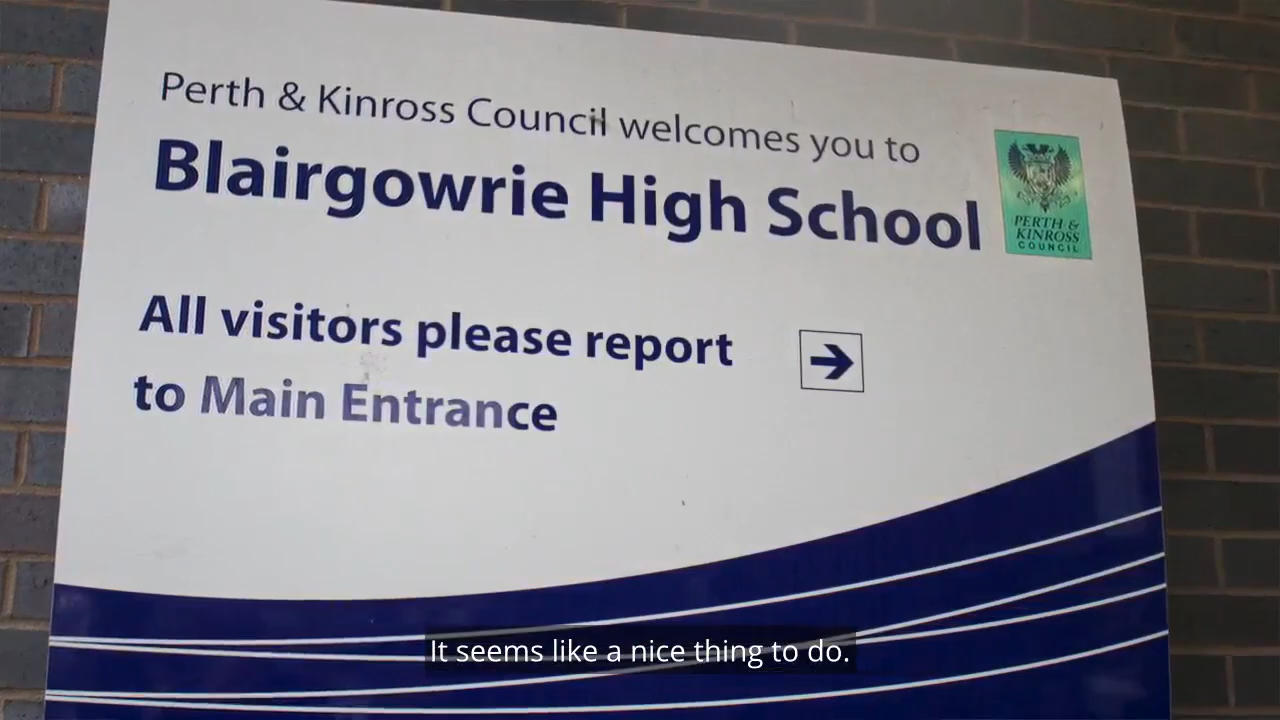 Perth & Kinross Council welcomes you to
Blairgowrie High School
PERTH &
KINROSS
COUNCIL
All visitors please report
to Main Entrance
It seems like a nice thing to do.